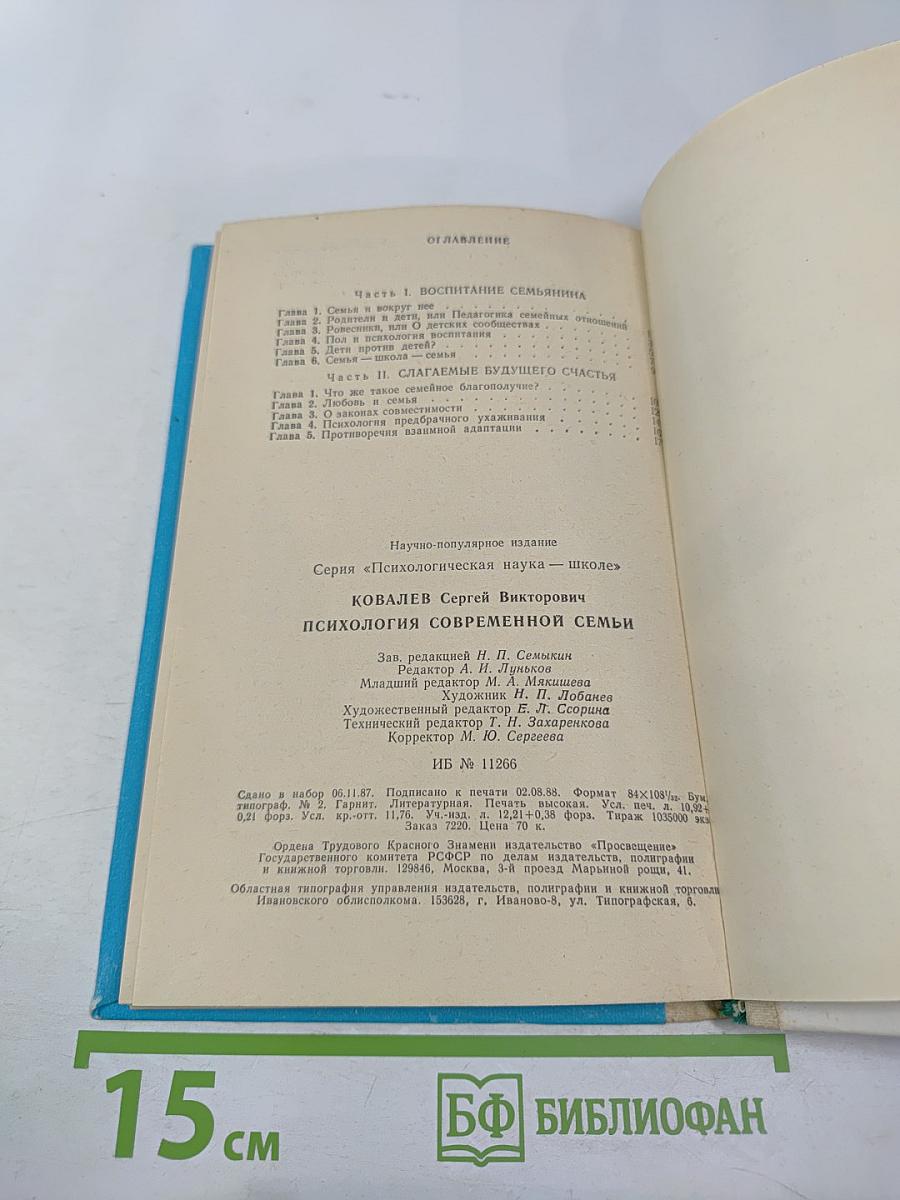 ОГЛАВЛЕНИЕ
Часть I. ВОСПИТАНИЕ СЕМЬЯНИНА
Глава 1. Семья и вокруг нее
Глава 2. Родители и дети, или Педагогика семейных отношений
Глава 3. Ровесники, или О детских сообществах
Глава 4. Пол и психология воспитания
Глава 5. Дети против детей?
Глава 6. Семья — школа — семья
Часть II. СЛАГАЕМЫЕ БУДУЩЕГО СЧАСТЬЯ
Глава 1. Что же такое семейное благополучие?
Глава 2. Любовь и семья
Глава 3. О законах совместимости
Глава 4. Психология предбрачного ухаживания
Глава 5. Противоречия взаимной адаптации
Научно-популярное издание
Серия «Психологическая наука — школе»
КОВАЛЕВ Сергей Викторович
ПСИХОЛОГИЯ СОВРЕМЕННОЙ СЕМЬИ
Зав. редакцией Н. П. Семыкин
Редактор А. И. Луньков
Младший редактор М. А. Мякишева
Художник Н. П. Лобанев
Художественный редактор Е. Л. Ссорина
Технический редактор Т. Н. Захаренкова
Корректор М. Ю. Сергеева
ИБ № 11266
Сдано в набор 06.11.87. Подписано к печати 02.08.88. Формат 84×108¹/₃₂. Бум.
типограф. № 2. Гарнит. Литературная. Печать высокая. Усл. печ. л. 10,92+
0,21 форз. Усл. кр.-отт. 11,76. Уч.-изд. л. 12,21+0,38 форз. Тираж 1035000 экз
Заказ 7220. Цена 70 к.
Ордена Трудового Красного Знамени издательство «Просвещение»
Государственного комитета РСФСР по делам издательств, полиграфии
и книжной торговли. 129846, Москва, 3-й проезд Марьиной рощи, 41.
Областная типография управления издательств, полиграфии и книжной торговли
Ивановского облисполкома. 153628, г. Иваново-8, ул. Типографская, 6.
15 см
БФ БИБЛИОФАН